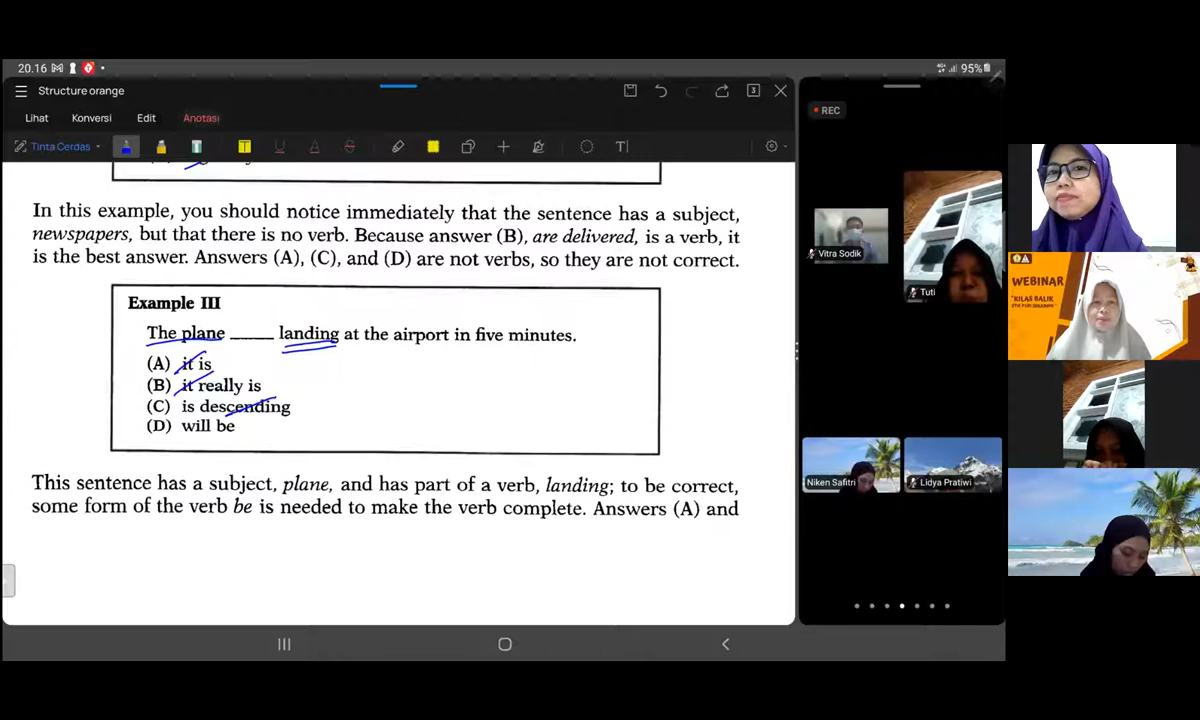 20.16
95%
Structure orange
3
Lihat Konversi Edit Anotasi
Tinta Cerdas
REC
In this example, you should notice immediately that the sentence has a subject,
newspapers, but that there is no verb. Because answer (B), are delivered, is a verb, it
is the best answer. Answers (A), (C), and (D) are not verbs, so they are not correct.
Example III
The plane _____ landing at the airport in five minutes.
(A) it is
(B) it really is
(C) is descending
(D) will be
This sentence has a subject, plane, and has part of a verb, landing; to be correct,
some form of the verb be is needed to make the verb complete. Answers (A) and
Vitra Sodik
Tuti
Niken Safitri
Lidya Pratiwi
WEBINAR
"KILAS BALIK